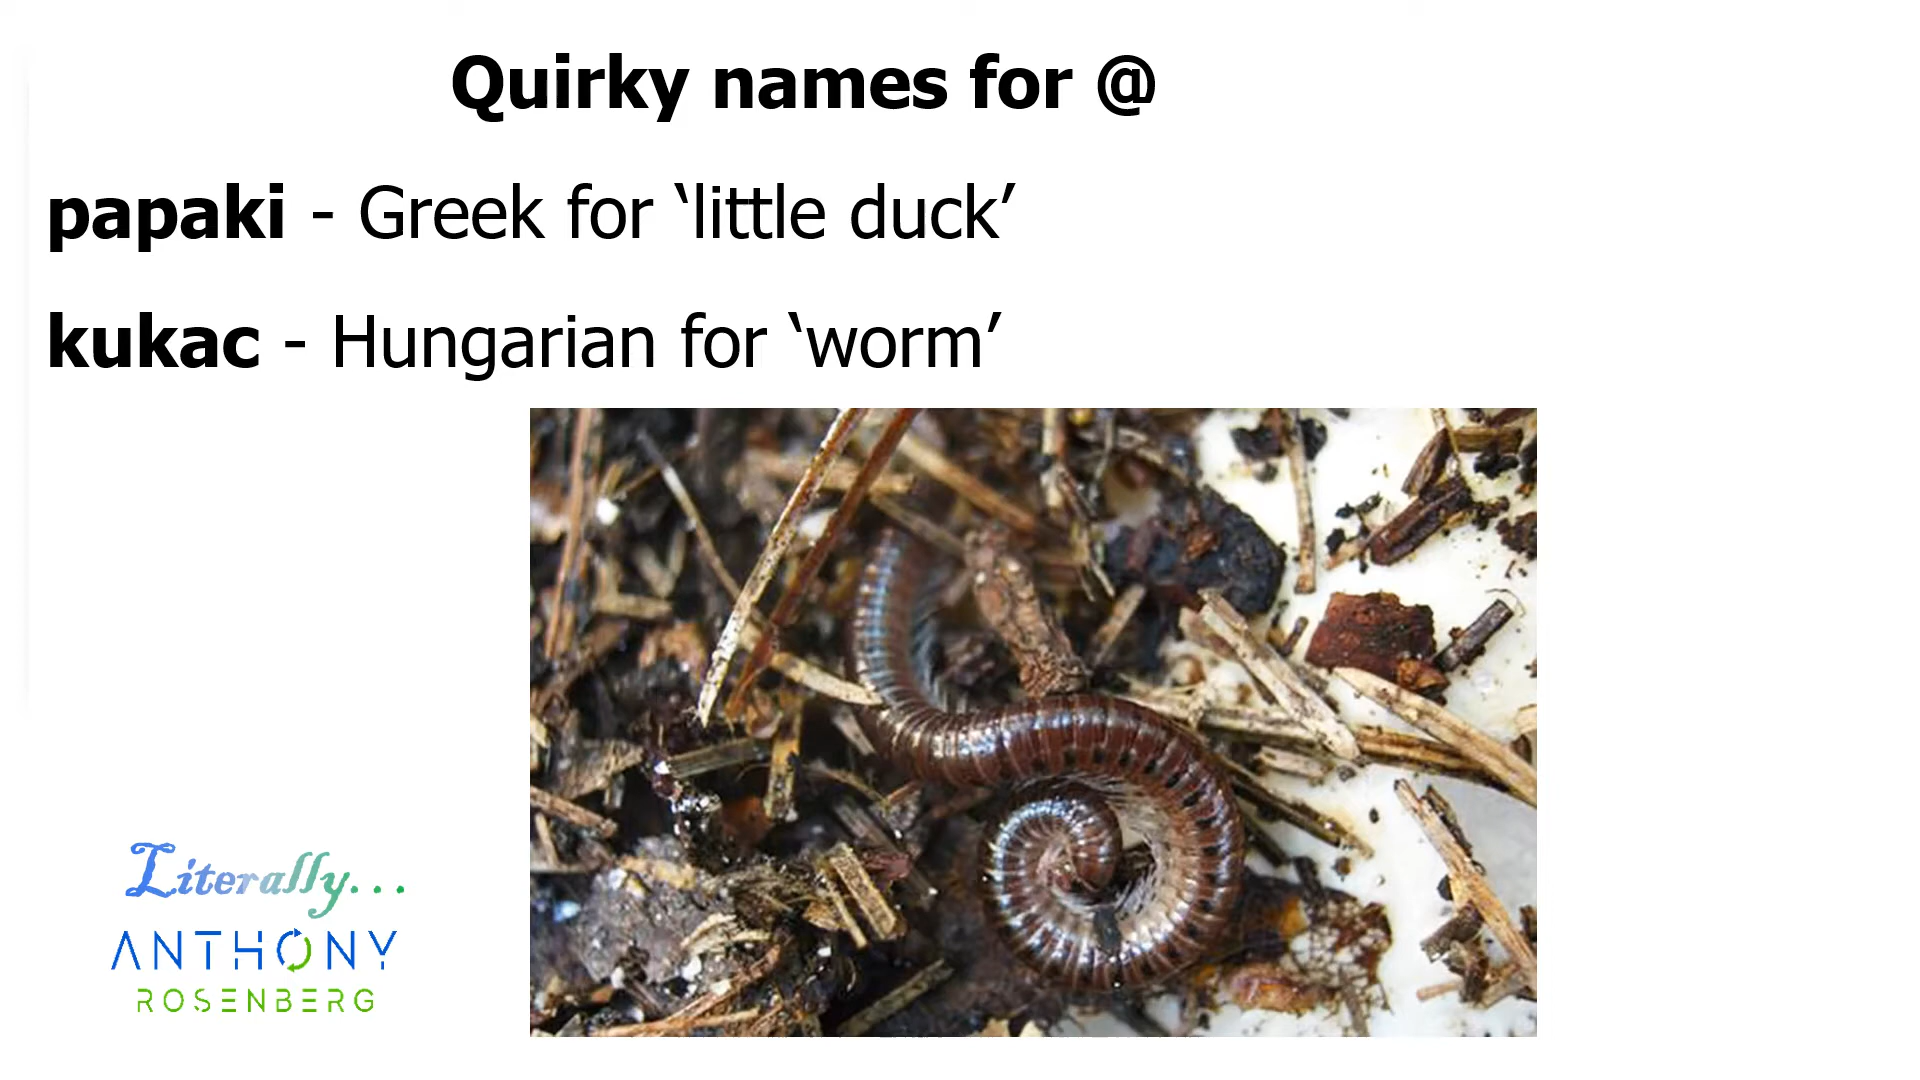 Quirky names for @
papaki - Greek for ‛little duck’
kukac - Hungarian for ‛worm’
Literally...
ANTHONY
ROSENBERG